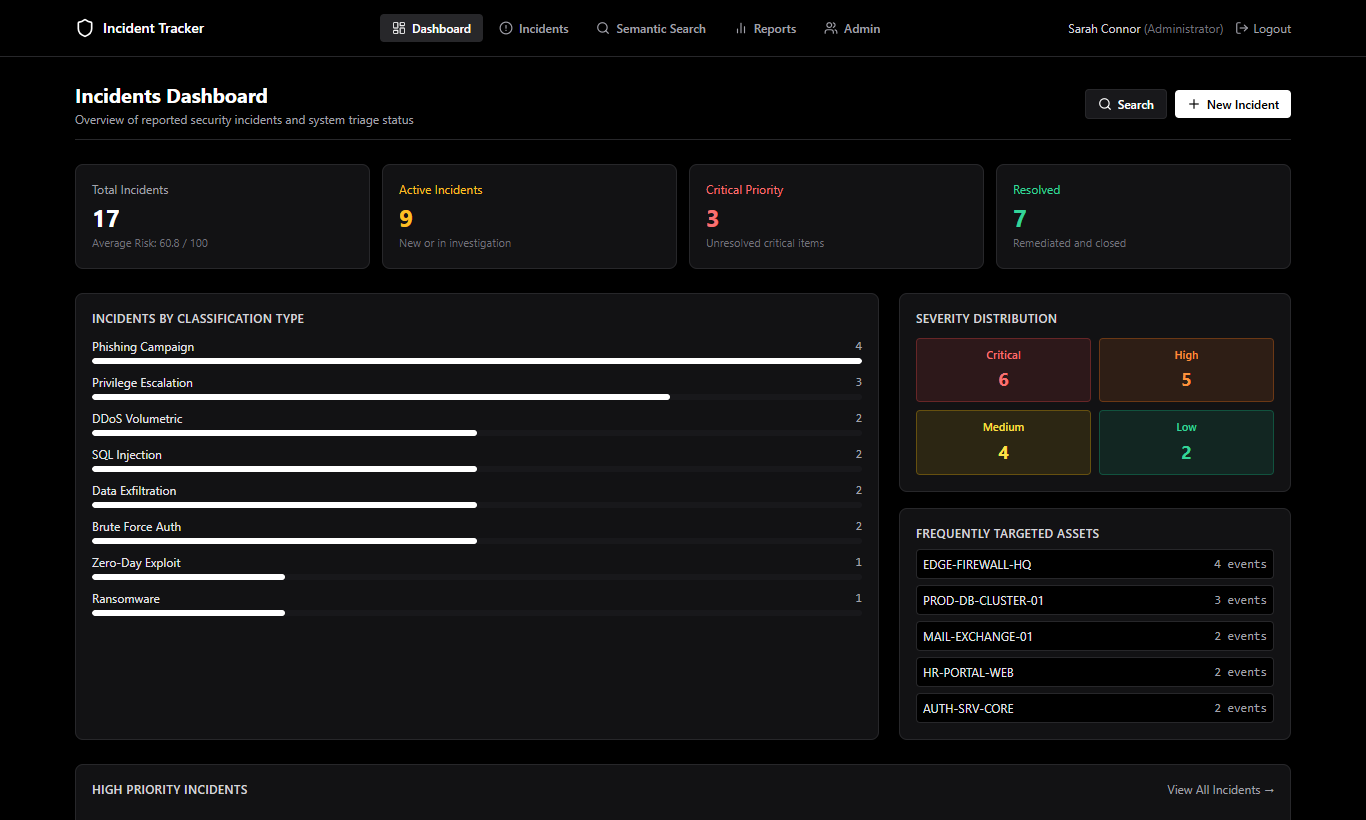 Incident Tracker
Dashboard
Incidents
Semantic Search
Reports
Admin
Sarah Connor (Administrator)
Logout
Incidents Dashboard
Overview of reported security incidents and system triage status
Search
New Incident
Total Incidents
17
Average Risk: 60.8 / 100
Active Incidents
9
New or in investigation
Critical Priority
3
Unresolved critical items
Resolved
7
Remediated and closed
INCIDENTS BY CLASSIFICATION TYPE
Phishing Campaign 4
Privilege Escalation 3
DDoS Volumetric 2
SQL Injection 2
Data Exfiltration 2
Brute Force Auth 2
Zero-Day Exploit 1
Ransomware 1
SEVERITY DISTRIBUTION
Critical
6
High
5
Medium
4
Low
2
FREQUENTLY TARGETED ASSETS
EDGE-FIREWALL-HQ 4 events
PROD-DB-CLUSTER-01 3 events
MAIL-EXCHANGE-01 2 events
HR-PORTAL-WEB 2 events
AUTH-SRV-CORE 2 events
HIGH PRIORITY INCIDENTS
View All Incidents →